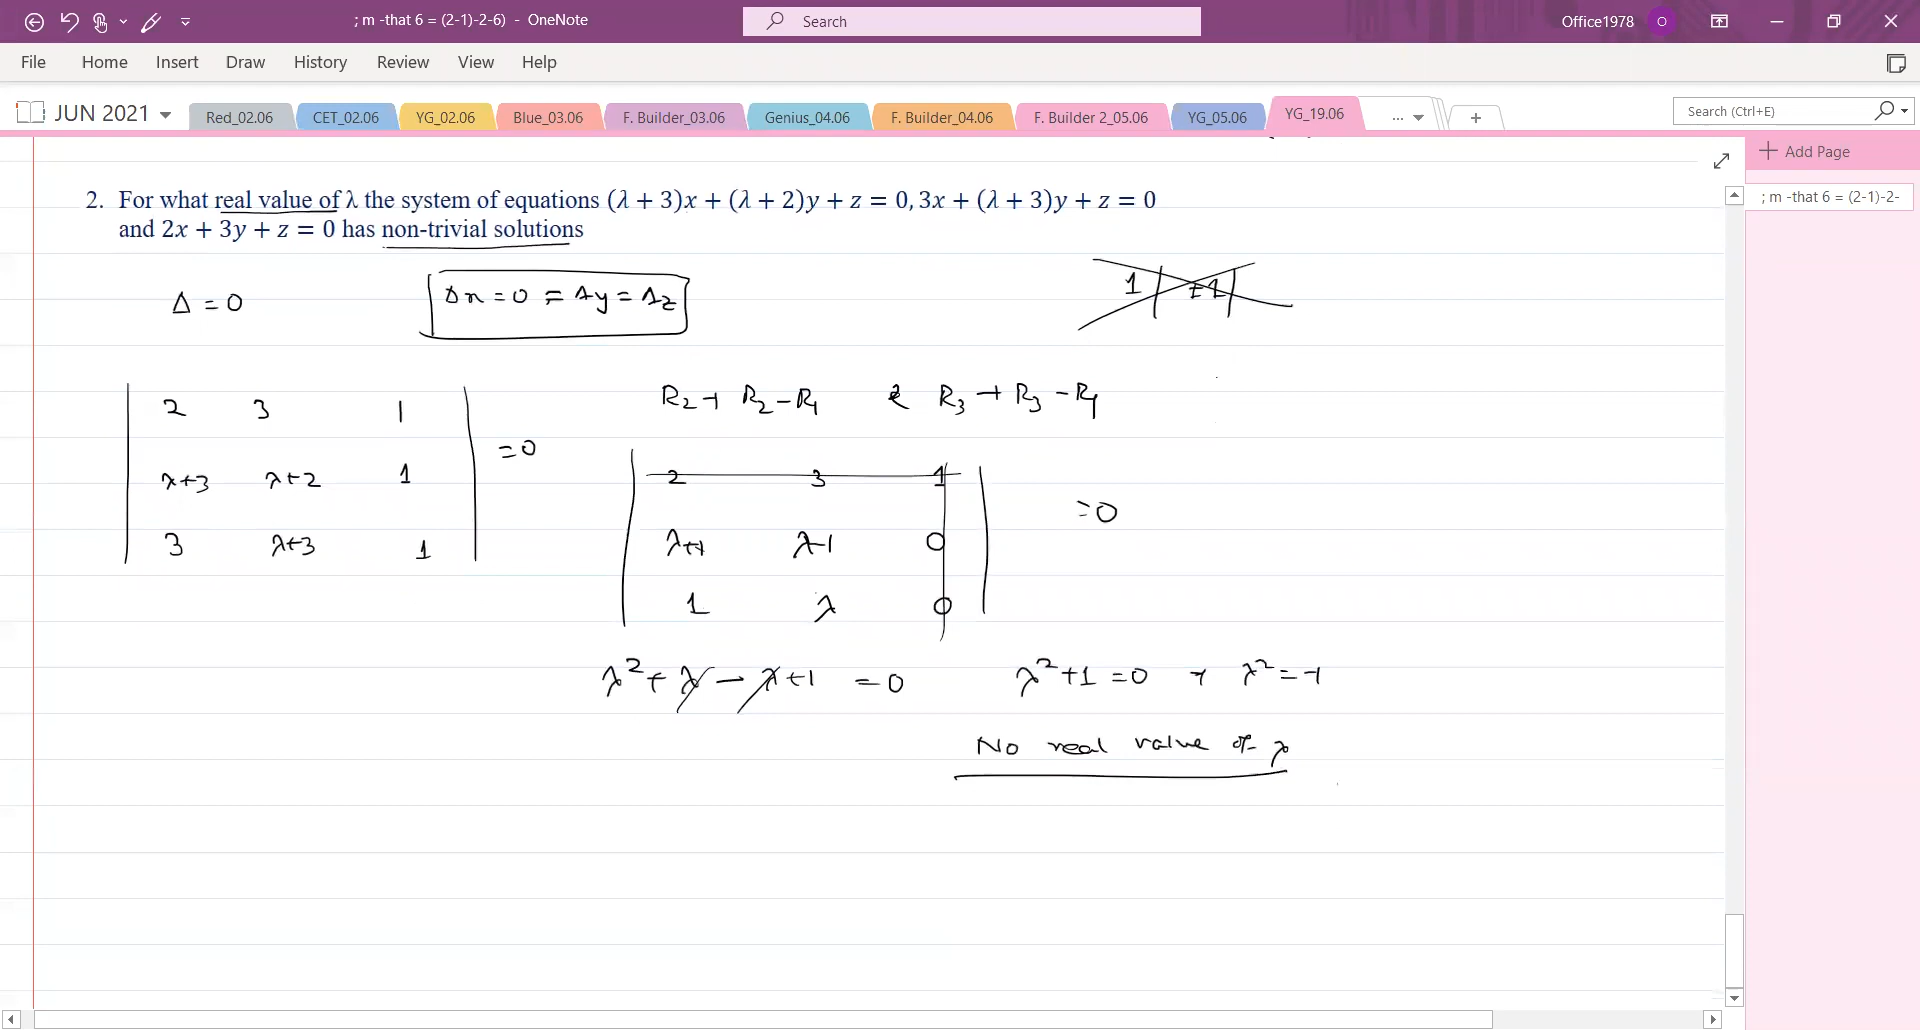 ; m -that 6 = (2-1)-2-6) - OneNote
Search
Office1978
O
File Home Insert Draw History Review View Help
JUN 2021
Red_02.06 CET_02.06 YG_02.06 Blue_03.06 F. Builder_03.06 Genius_04.06 F. Builder_04.06 F. Builder 2_05.06 YG_05.06 YG_19.06 ... +
Search (Ctrl+E)
+ Add Page
; m -that 6 = (2-1)-2-
2. For what real value of λ the system of equations (λ + 3)x + (λ + 2)y + z = 0, 3x + (λ + 3)y + z = 0
and 2x + 3y + z = 0 has non-trivial solutions
Δ = 0
Δx = 0 = Δy = Δz
R2 → R2 - R1 & R3 → R3 - R1
2 3 1
λ+3 λ+2 1
3 λ+3 1
= 0
2 3 1
λ+1 λ-1 0
1 λ 0
= 0
λ² + λ - λ + 1 = 0 λ² + 1 = 0 → λ² = -1
No real value of λ